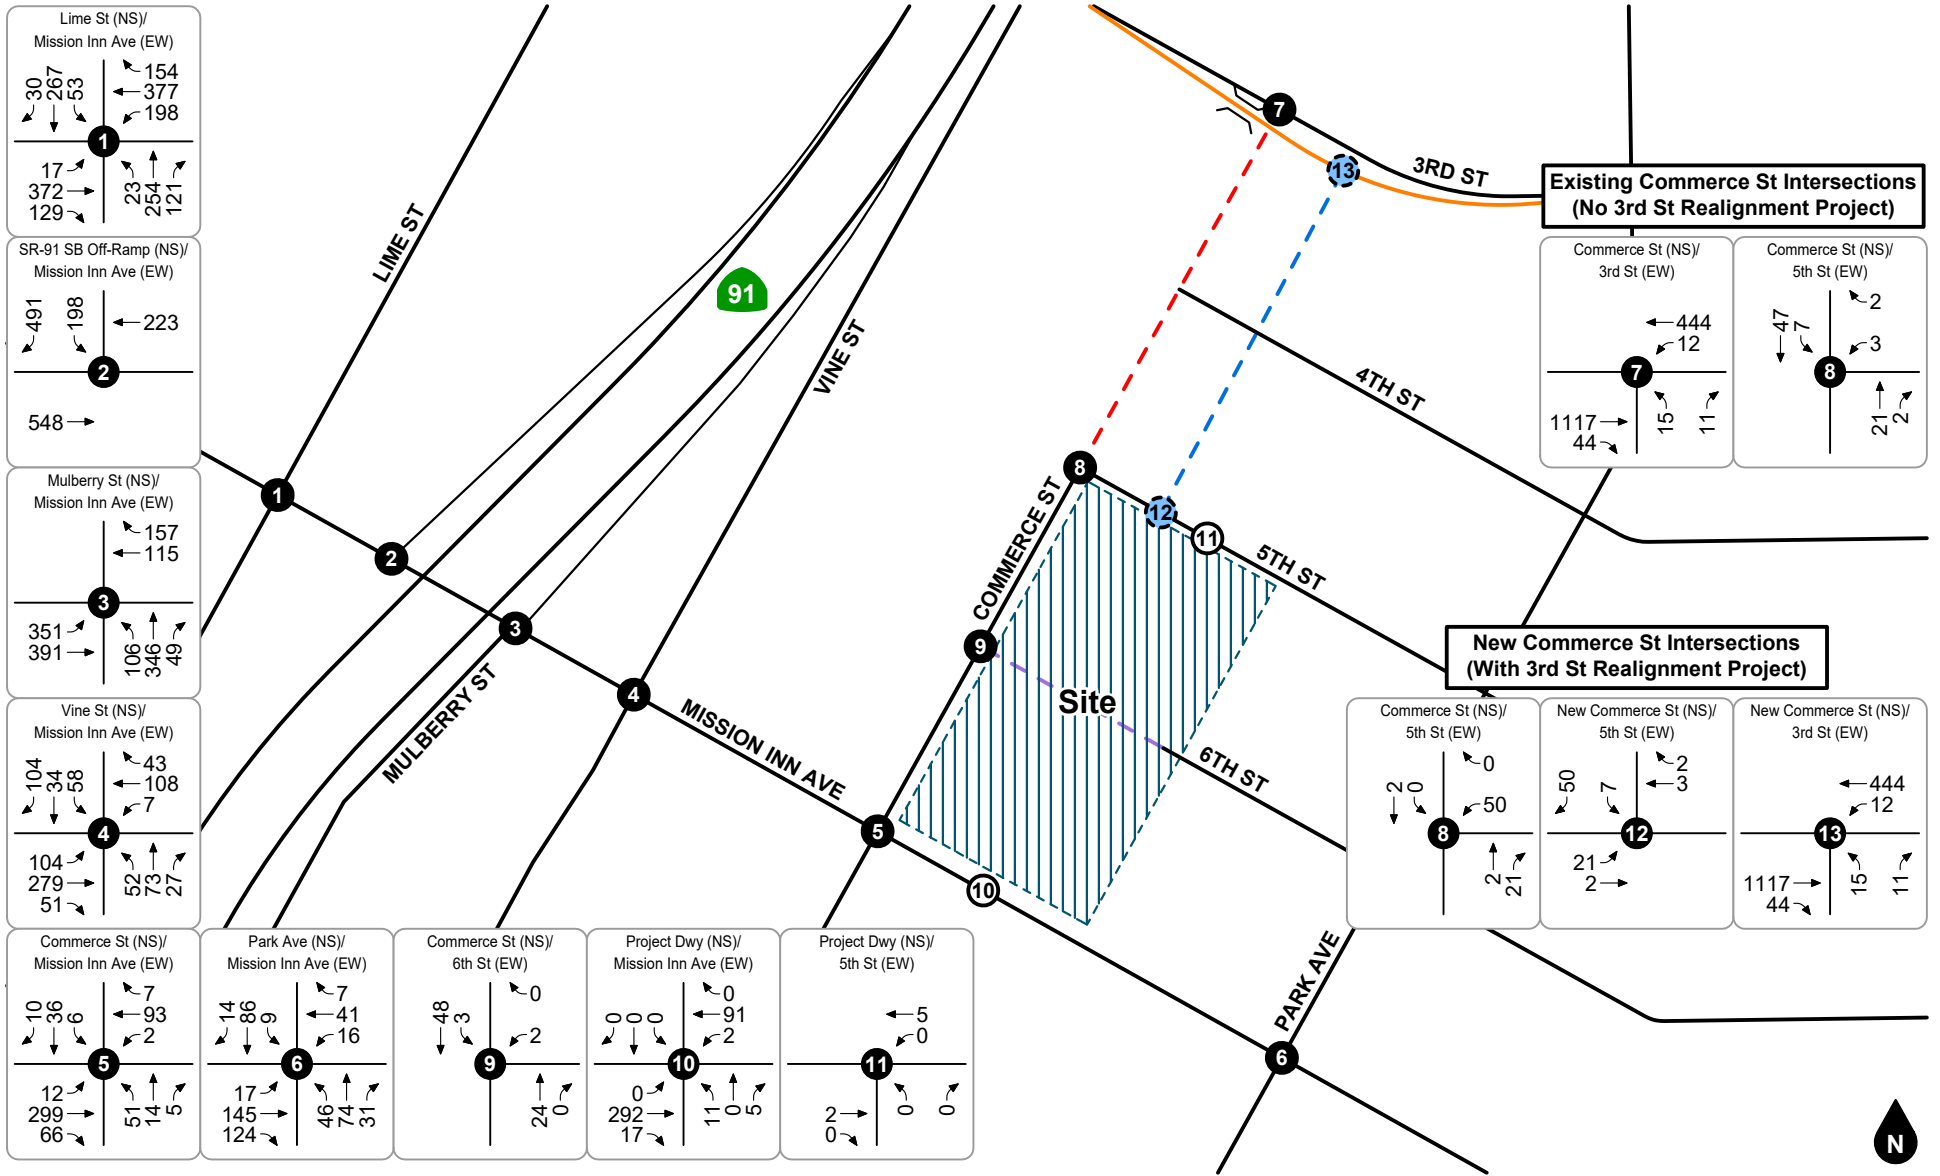 Lime St (NS)/
Mission Inn Ave (EW)
30 267 53
154
377
198
1
17
372
129
23 254 121
SR-91 SB Off-Ramp (NS)/
Mission Inn Ave (EW)
491 198
223
2
548
Mulberry St (NS)/
Mission Inn Ave (EW)
157
115
3
351
391
106 346 49
Vine St (NS)/
Mission Inn Ave (EW)
104 34 58
43
108
7
4
104
279
51
52 73 27
Commerce St (NS)/
Mission Inn Ave (EW)
10 36 6
7
93
2
5
12
299
66
51 14 5
Park Ave (NS)/
Mission Inn Ave (EW)
14 86 9
7
41
16
6
17
145
124
46 74 31
Commerce St (NS)/
6th St (EW)
48 3
0
2
9
24 0
Project Dwy (NS)/
Mission Inn Ave (EW)
0 0 0
0
91
2
10
0
292
17
11 0 5
Project Dwy (NS)/
5th St (EW)
5
0
11
2
0
0 0
LIME ST
91
VINE ST
MULBERRY ST
MISSION INN AVE
COMMERCE ST
3RD ST
4TH ST
5TH ST
6TH ST
PARK AVE
Site
1
2
3
4
5
6
7
8
9
10
11
12
13
Existing Commerce St Intersections
(No 3rd St Realignment Project)
Commerce St (NS)/
3rd St (EW)
444
12
7
1117
44
15 11
Commerce St (NS)/
5th St (EW)
47 7
2
3
8
21 2
New Commerce St Intersections
(With 3rd St Realignment Project)
Commerce St (NS)/
5th St (EW)
2 0
0
50
8
2 21
New Commerce St (NS)/
5th St (EW)
50 7
2
3
12
21
2
New Commerce St (NS)/
3rd St (EW)
444
12
13
1117
44
15 11
N